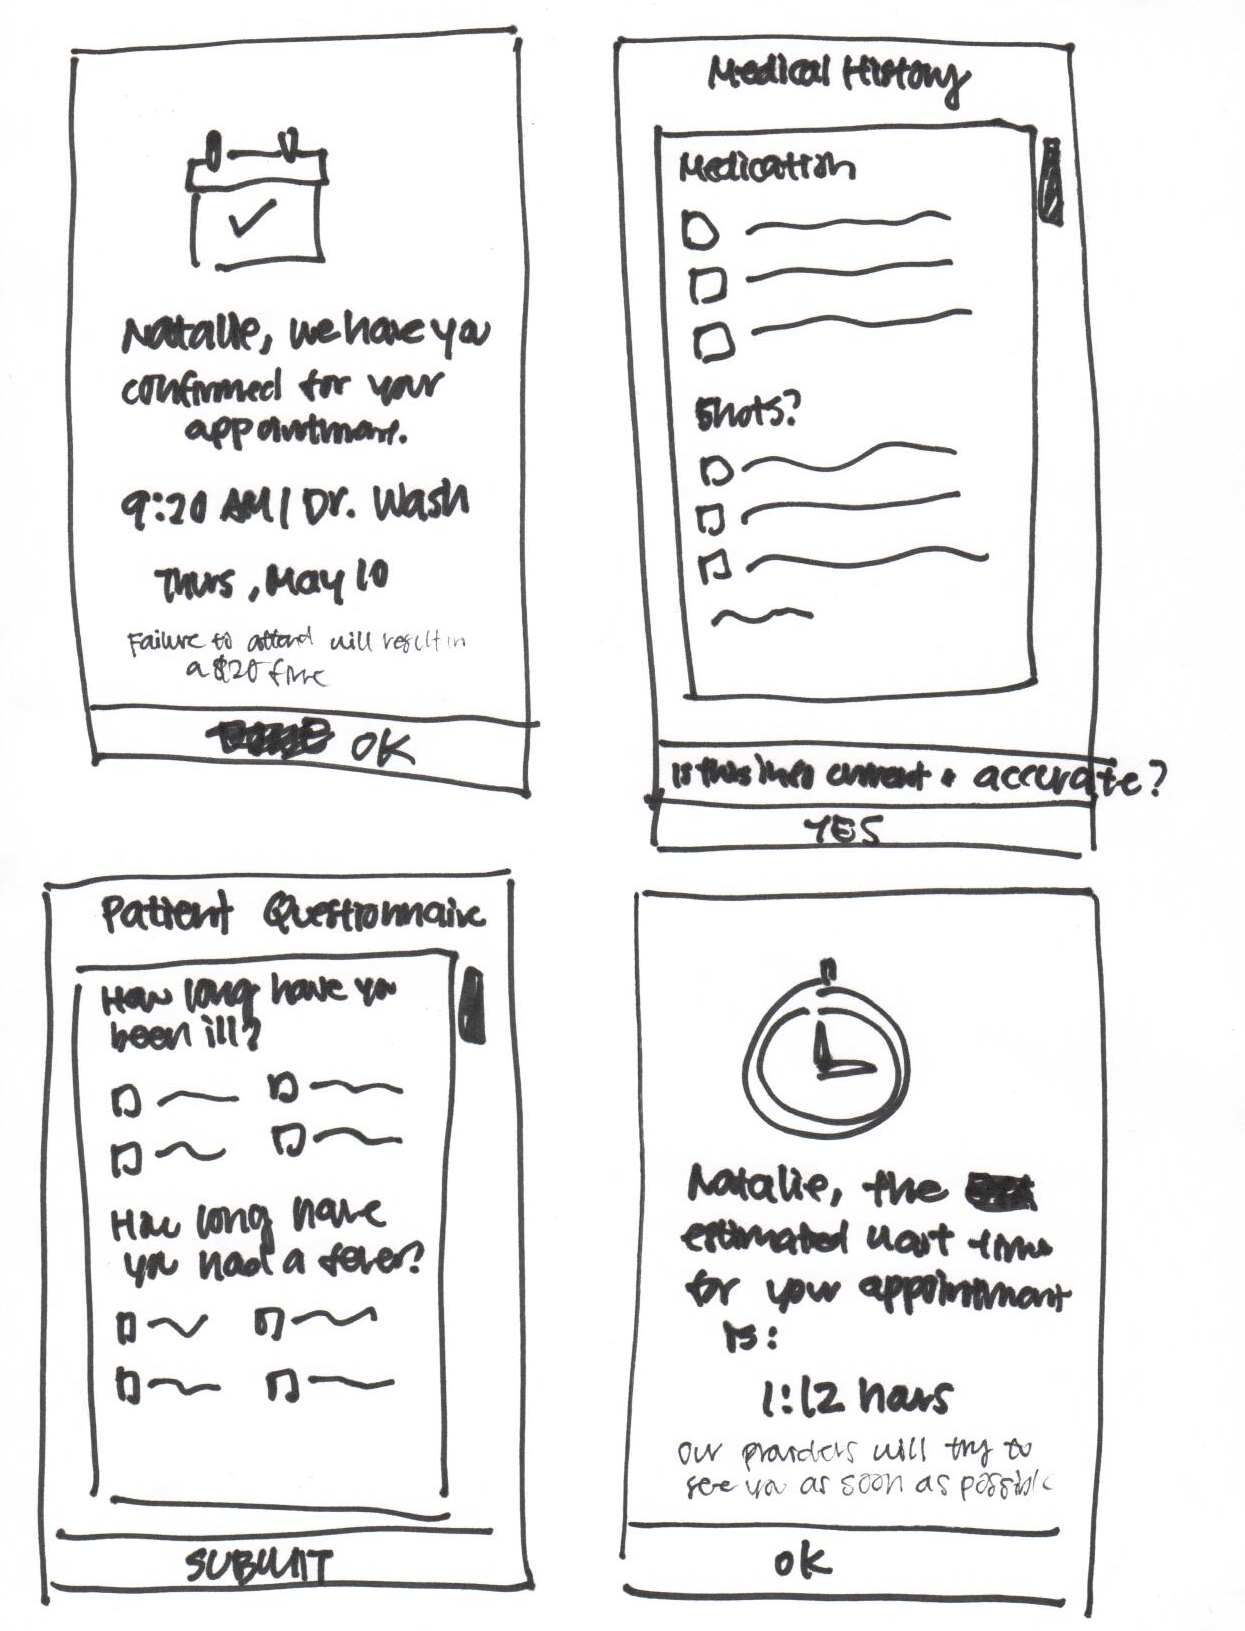 Natalie, we have you
confirmed for your
appointment.
9:20 AM / Dr. Wash
Thurs, May 10
Failure to attend will result in
a $20 fine
OK
Medical History
Medication
Shots?
Is this info current + accurate?
YES
Patient Questionnaire
How long have you
been ill?
How long have
you had a fever?
SUBMIT
Natalie, the
estimated wait time
for your appointment
is:
1:12 hours
Our providers will try to
see you as soon as possible
OK